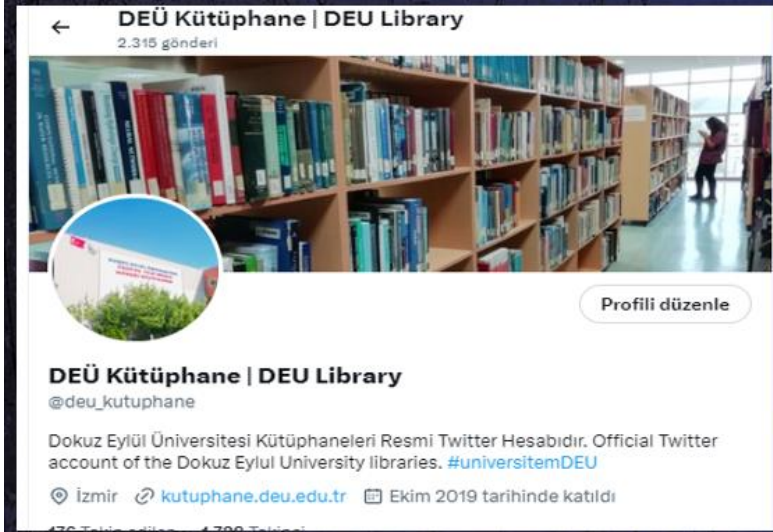 DEÜ Kütüphane | DEU Library
2.315 gönderi
Profili düzenle
DEÜ Kütüphane | DEU Library
@deu_kutuphane
Dokuz Eylül Üniversitesi Kütüphaneleri Resmi Twitter Hesabıdır. Official Twitter
account of the Dokuz Eylul University libraries. #universitemDEU
İzmir kutuphane.deu.edu.tr Ekim 2019 tarihinde katıldı